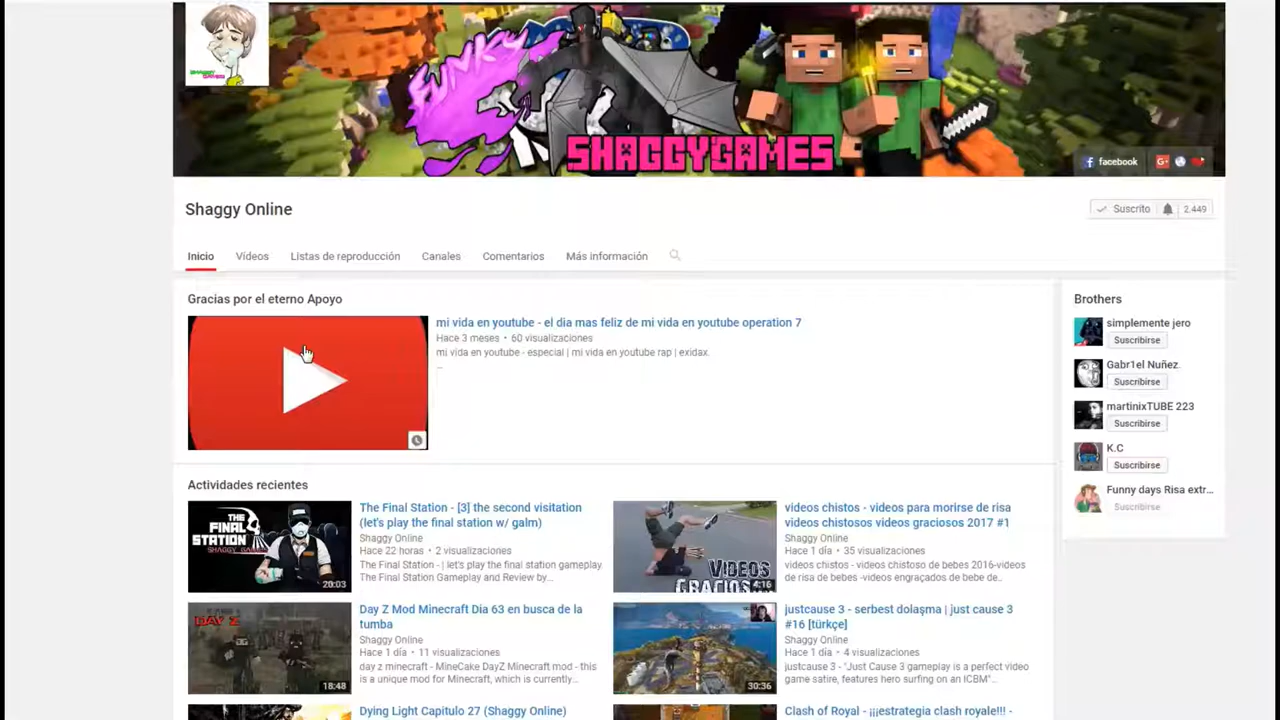 SHAGGYGAMES
facebook
Shaggy Online
Suscrito 2.449
Inicio Vídeos Listas de reproducción Canales Comentarios Más información
Gracias por el eterno Apoyo
mi vida en youtube - el dia mas feliz de mi vida en youtube operation 7
Hace 3 meses • 60 visualizaciones
mi vida en youtube - especial | mi vida en youtube rap | exidax.
...
Brothers
simplemente jero
Suscribirse
Gabr1el Nuñez.
Suscribirse
martinixTUBE 223
Suscribirse
K.C
Suscribirse
Funny days Risa extr...
Suscribirse
Actividades recientes
THE FINAL STATION
SHAGGY GAMES
20:03
The Final Station - [3] the second visitation
(let's play the final station w/ galm)
Shaggy Online
Hace 22 horas • 2 visualizaciones
The Final Station - | let's play the final station gameplay.
The Final Station Gameplay and Review by...
VIDEOS
GRACIOSOS
4:16
videos chistos - videos para morirse de risa
videos chistosos videos graciosos 2017 #1
Shaggy Online
Hace 1 día • 35 visualizaciones
videos chistos - videos chistoso de bebes 2016-videos
de risa de bebes -videos engraçados de bebe de..
DAY Z
18:48
Day Z Mod Minecraft Dia 63 en busca de la
tumba
Shaggy Online
Hace 1 día • 11 visualizaciones
day z minecraft - MineCake DayZ Minecraft mod - this
is a unique mod for Minecraft, which is currently...
30:36
justcause 3 - serbest dolaşma | just cause 3
#16 [türkçe]
Shaggy Online
Hace 1 día • 4 visualizaciones
justcause 3 - "Just Cause 3 gameplay is a perfect video
game satire, features hero surfing on an ICBM"...
Dying Light Capitulo 27 (Shaggy Online)
Clash of Royal - ¡¡¡estrategia clash royale!!! -